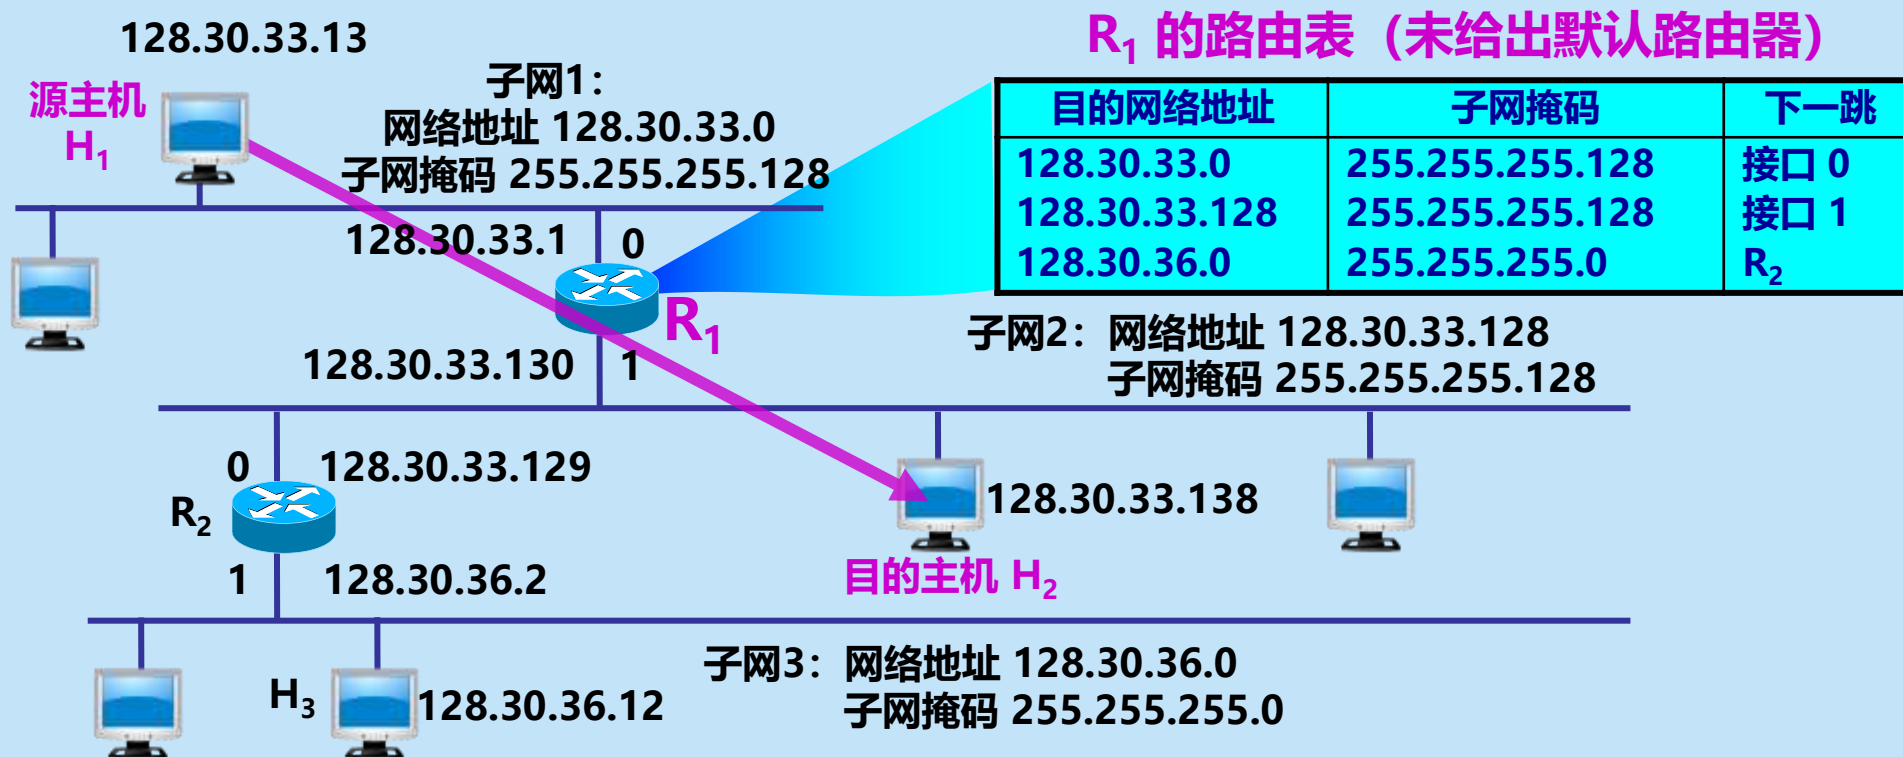 R₁ 的路由表（未给出默认路由器）
128.30.33.13
源主机
H₁
子网1：
网络地址 128.30.33.0
子网掩码 255.255.255.128
目的网络地址 子网掩码 下一跳
128.30.33.0 255.255.255.128 接口 0
128.30.33.128 255.255.255.128 接口 1
128.30.36.0 255.255.255.0 R₂
128.30.33.1 0
R₁
128.30.33.130 1
子网2：网络地址 128.30.33.128
子网掩码 255.255.255.128
0 128.30.33.129
R₂
1 128.30.36.2
128.30.33.138
目的主机 H₂
H₃ 128.30.36.12
子网3：网络地址 128.30.36.0
子网掩码 255.255.255.0